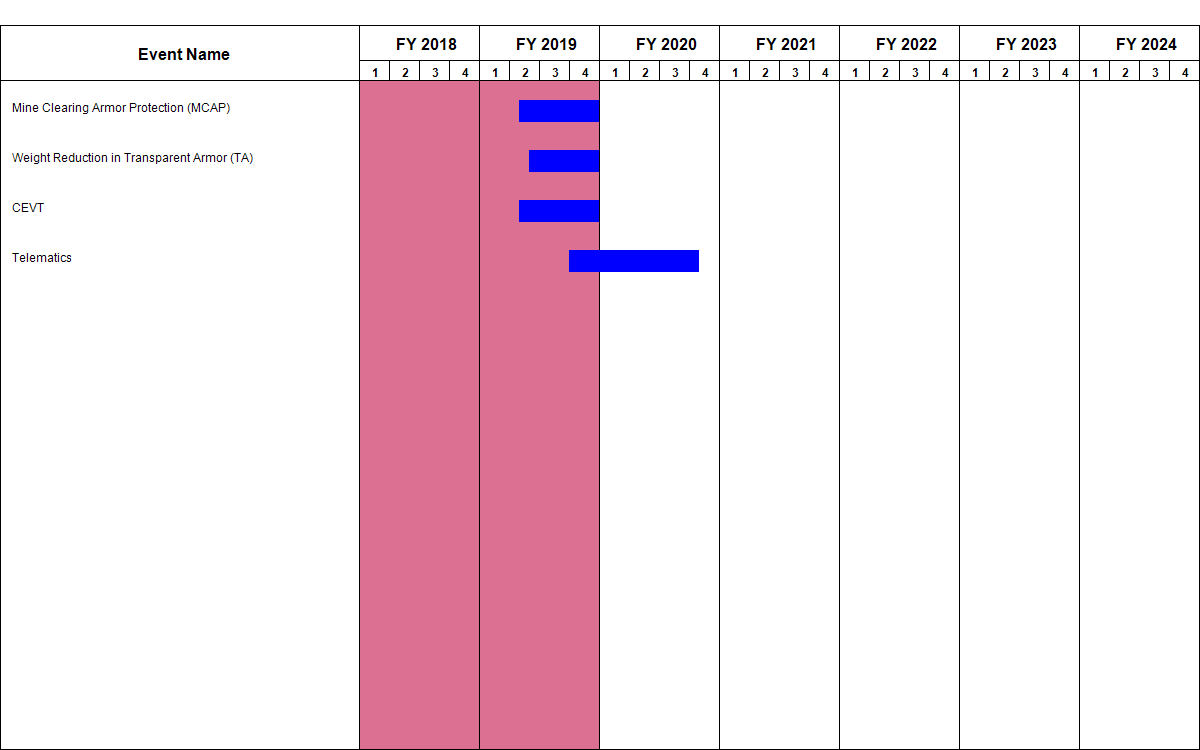 Event Name
FY 2018 FY 2019 FY 2020 FY 2021 FY 2022 FY 2023 FY 2024
1 2 3 4 1 2 3 4 1 2 3 4 1 2 3 4 1 2 3 4 1 2 3 4 1 2 3 4
Mine Clearing Armor Protection (MCAP)
Weight Reduction in Transparent Armor (TA)
CEVT
Telematics